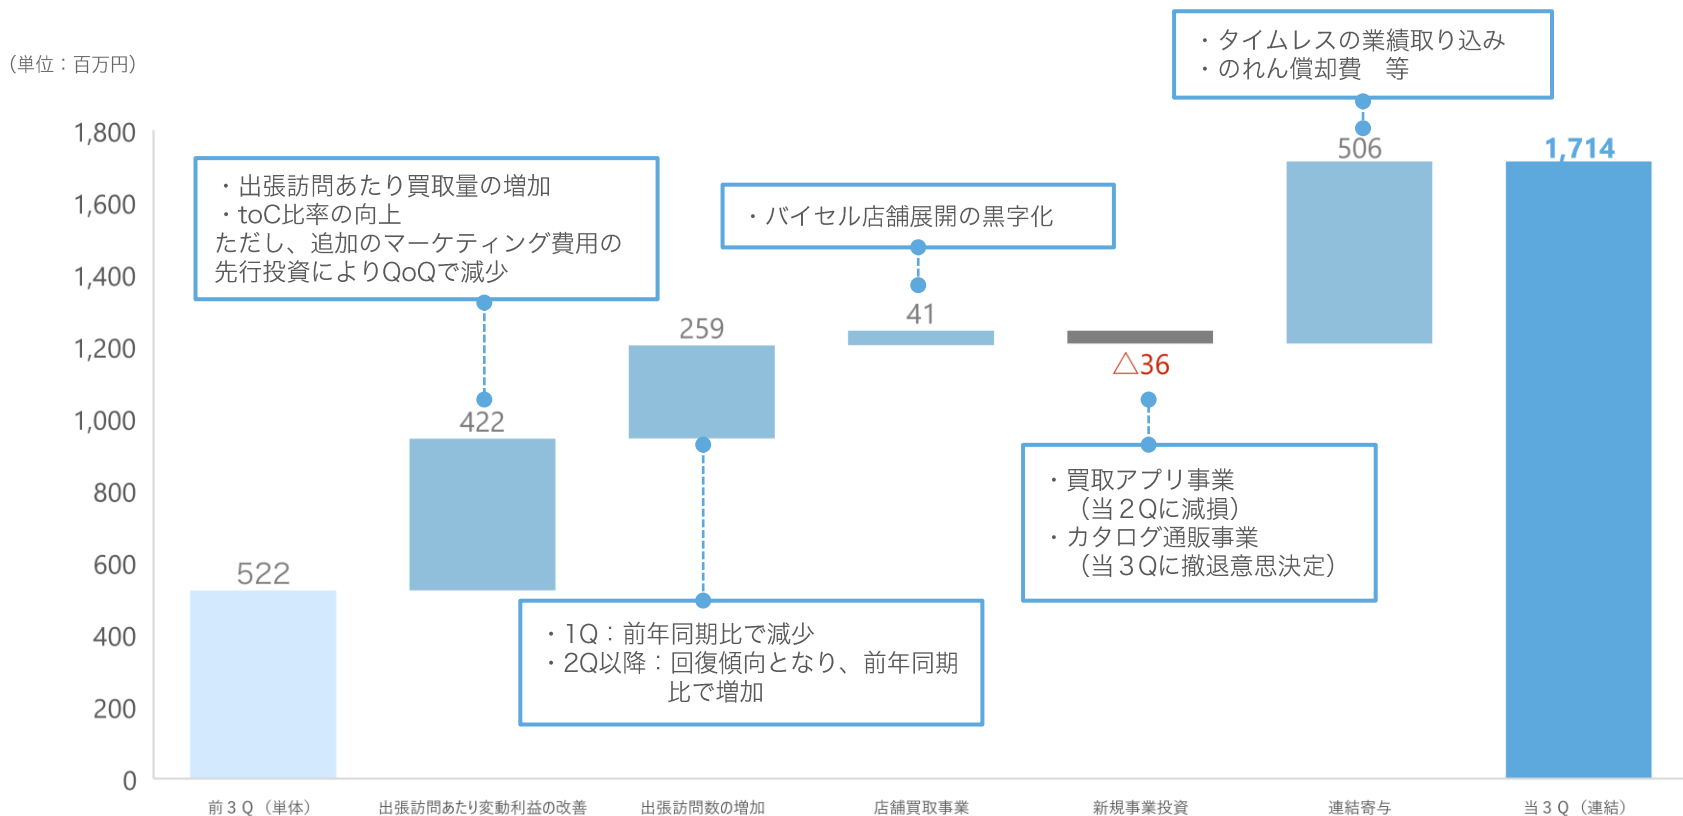 （単位：百万円）
1,800
1,600
1,400
1,200
1,000
800
600
400
200
0
522
・出張訪問あたり買取量の増加
・toC比率の向上
ただし、追加のマーケティング費用の
先行投資によりQoQで減少
422
259
・1Q：前年同期比で減少
・2Q以降：回復傾向となり、前年同期
比で増加
・バイセル店舗展開の黒字化
41
△36
・買取アプリ事業
（当２Qに減損）
・カタログ通販事業
（当３Qに撤退意思決定）
・タイムレスの業績取り込み
・のれん償却費　等
506
1,714
前３Ｑ（単体）
出張訪問あたり変動利益の改善
出張訪問数の増加
店舗買取事業
新規事業投資
連結寄与
当３Ｑ（連結）